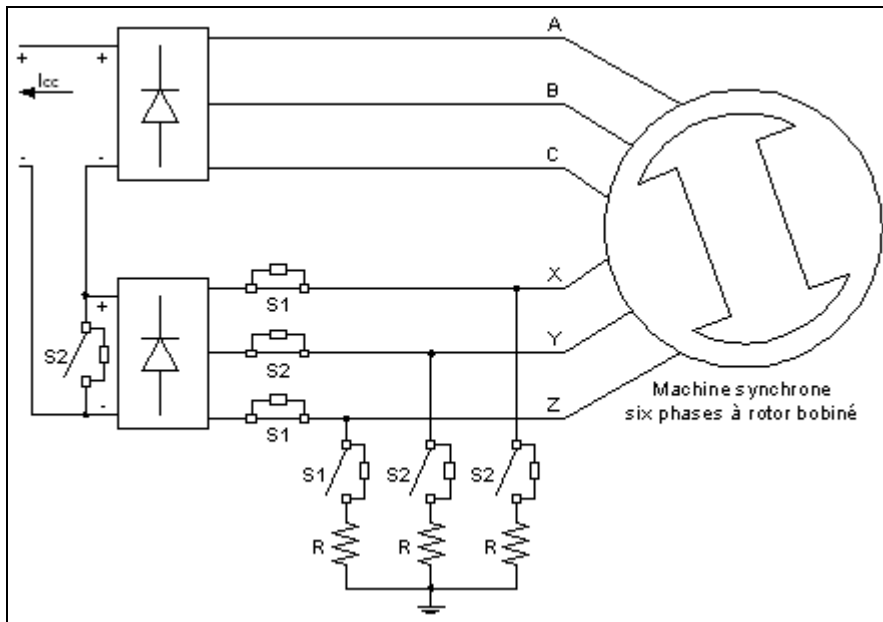 A
+ +
Icc
B
- -
C
X
S1
+
S2
Y
S2
-
Z
S1
Machine synchrone
six phases à rotor bobiné
S1 S2 S2
R R R